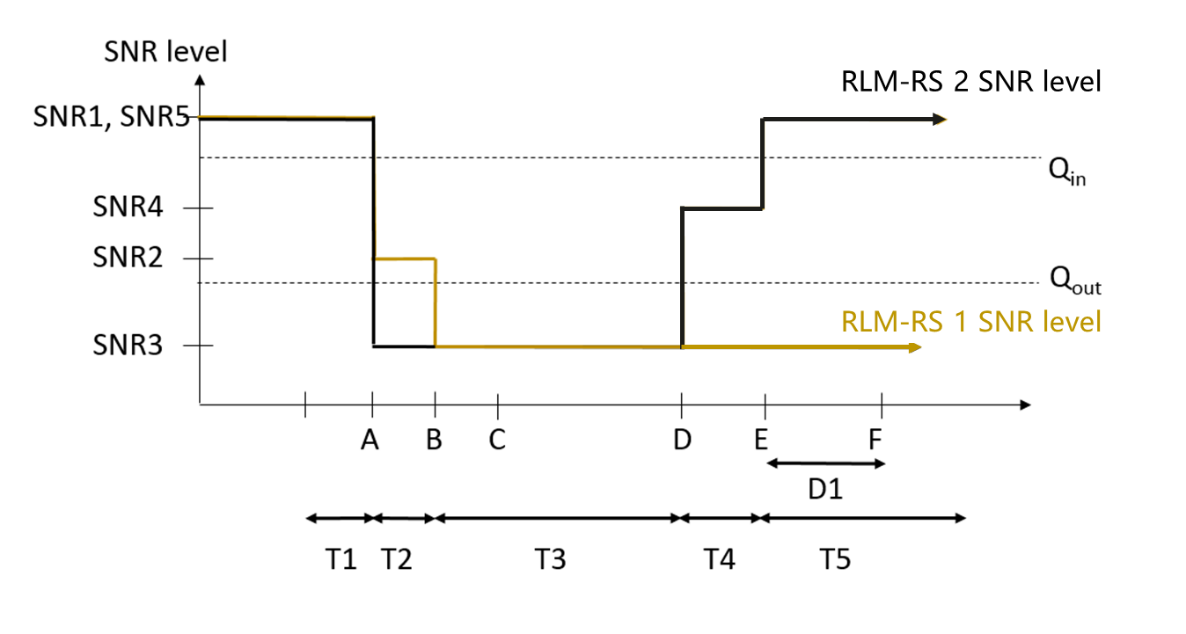 SNR level
RLM-RS 2 SNR level
SNR1, SNR5
Qin
SNR4
SNR2
Qout
RLM-RS 1 SNR level
SNR3
A B C D E F
D1
T1 T2 T3 T4 T5